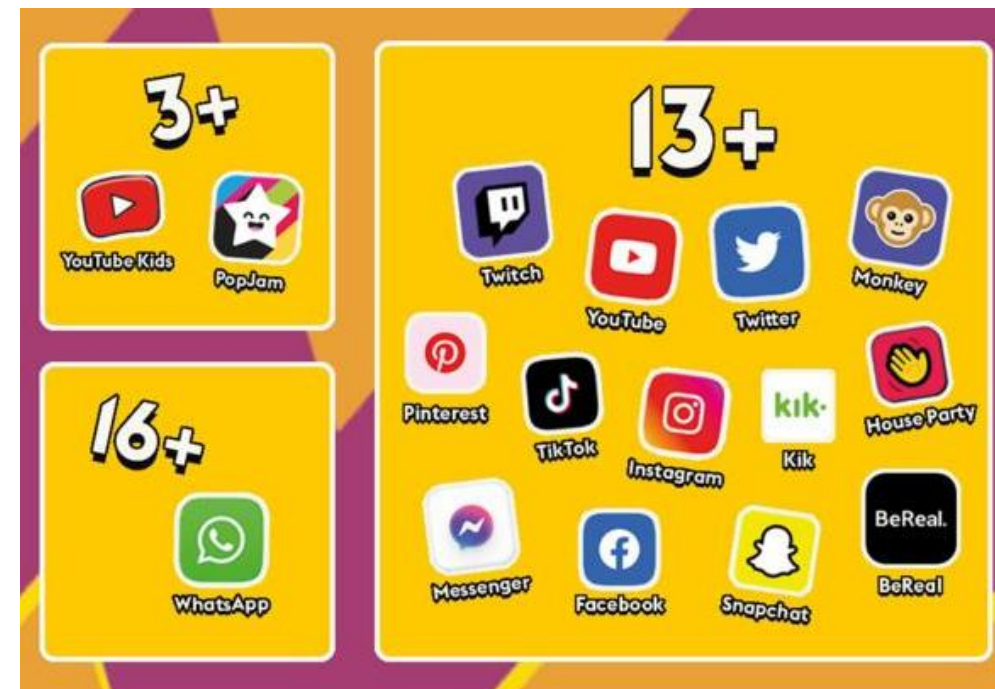 3+
YouTube Kids
PopJam
16+
WhatsApp
13+
Twitch
YouTube
Twitter
Monkey
Pinterest
TikTok
Instagram
kik.
Kik
House Party
Messenger
Facebook
Snapchat
BeReal.
BeReal